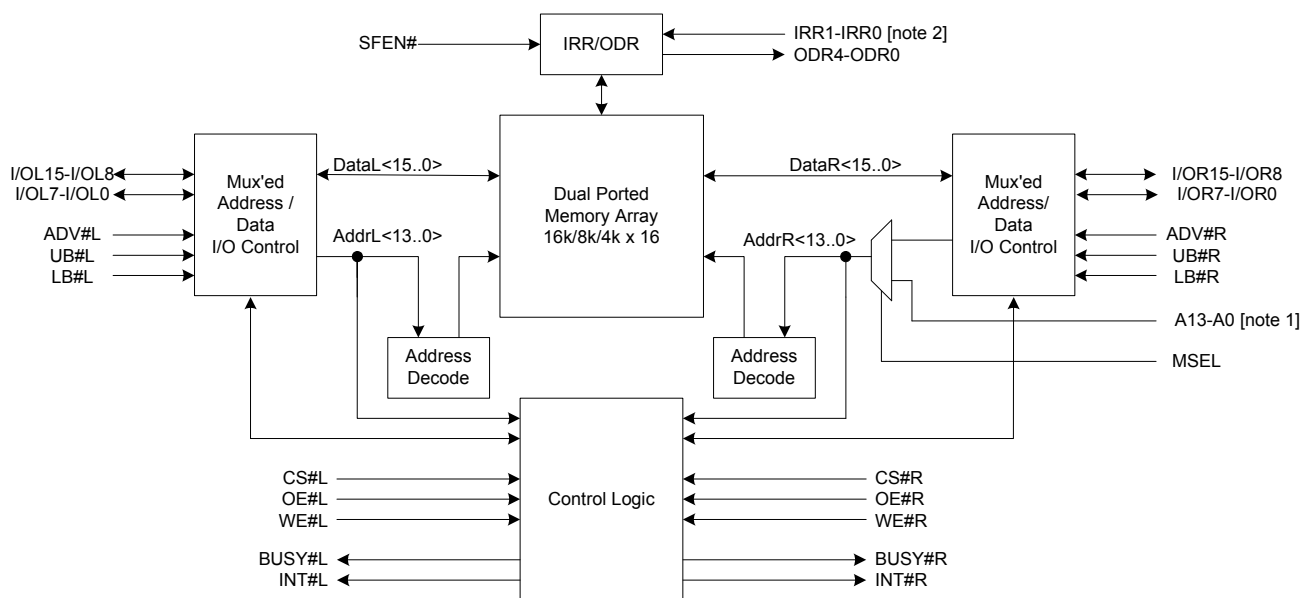 SFEN#
IRR/ODR
IRR1-IRR0 [note 2]
ODR4-ODR0
I/OL15-I/OL8
I/OL7-I/OL0
ADV#L
UB#L
LB#L
Mux'ed
Address /
Data
I/O Control
DataL<15..0>
AddrL<13..0>
Dual Ported
Memory Array
16k/8k/4k x 16
DataR<15..0>
AddrR<13..0>
Mux'ed
Address/
Data
I/O Control
I/OR15-I/OR8
I/OR7-I/OR0
ADV#R
UB#R
LB#R
A13-A0 [note 1]
MSEL
Address
Decode
Address
Decode
Control Logic
CS#L
OE#L
WE#L
BUSY#L
INT#L
CS#R
OE#R
WE#R
BUSY#R
INT#R